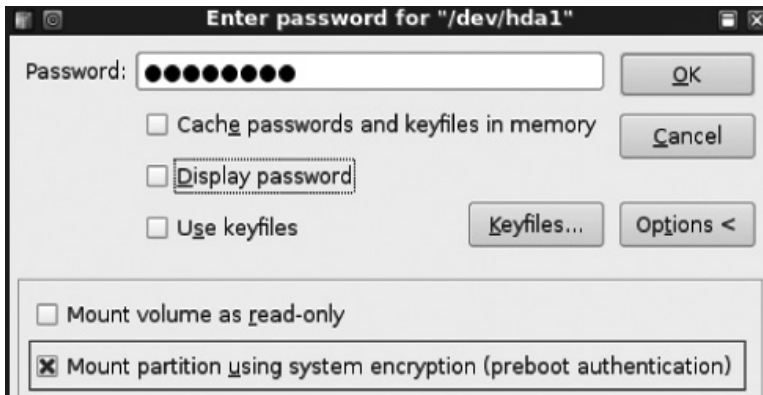 Enter password for "/dev/hda1"
Password: ●●●●●●●● OK
Cache passwords and keyfiles in memory
Cancel
Display password
Use keyfiles Keyfiles... Options <
Mount volume as read-only
Mount partition using system encryption (preboot authentication)